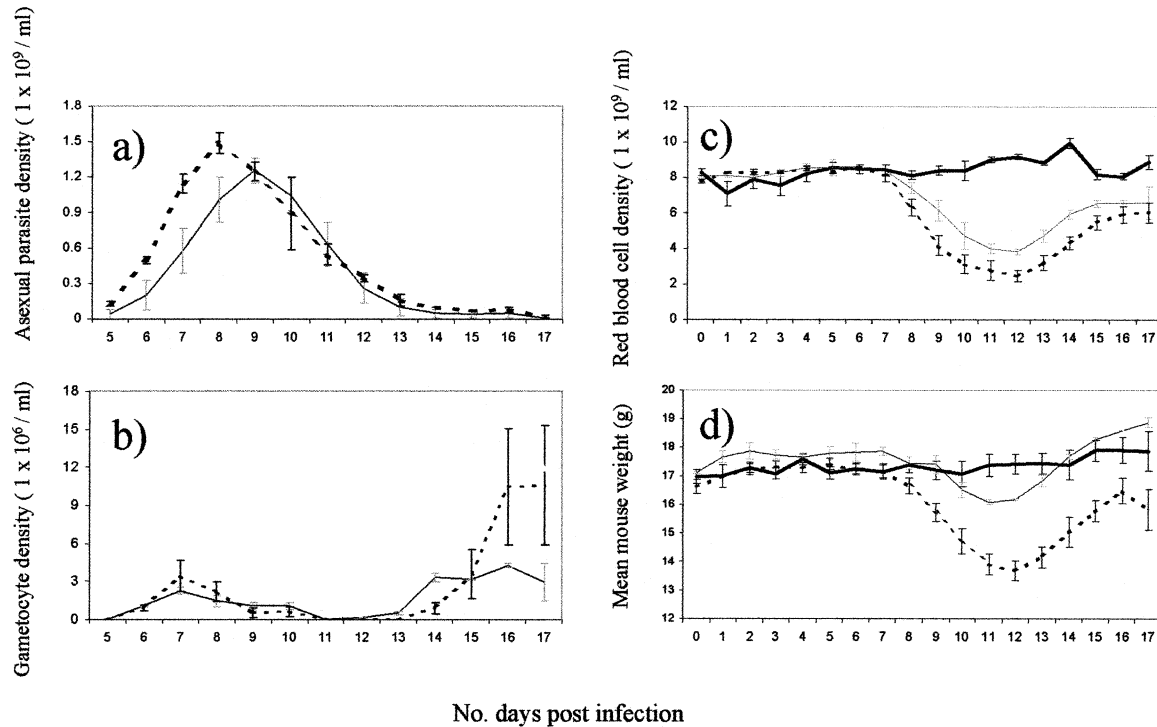 Asexual parasite density ( 1 x 10⁹ / ml)
1.8
1.5
1.2
0.9
0.6
0.3
0
a)
5 6 7 8 9 10 11 12 13 14 15 16 17
Gametocyte density ( 1 x 10⁶ / ml)
18
15
12
9
6
3
0
b)
5 6 7 8 9 10 11 12 13 14 15 16 17
Red blood cell density ( 1 x 10⁹ / ml)
12
10
8
6
4
2
0
c)
0 1 2 3 4 5 6 7 8 9 10 11 12 13 14 15 16 17
Mean mouse weight (g)
20
19
18
17
16
15
14
13
12
d)
0 1 2 3 4 5 6 7 8 9 10 11 12 13 14 15 16 17
No. days post infection